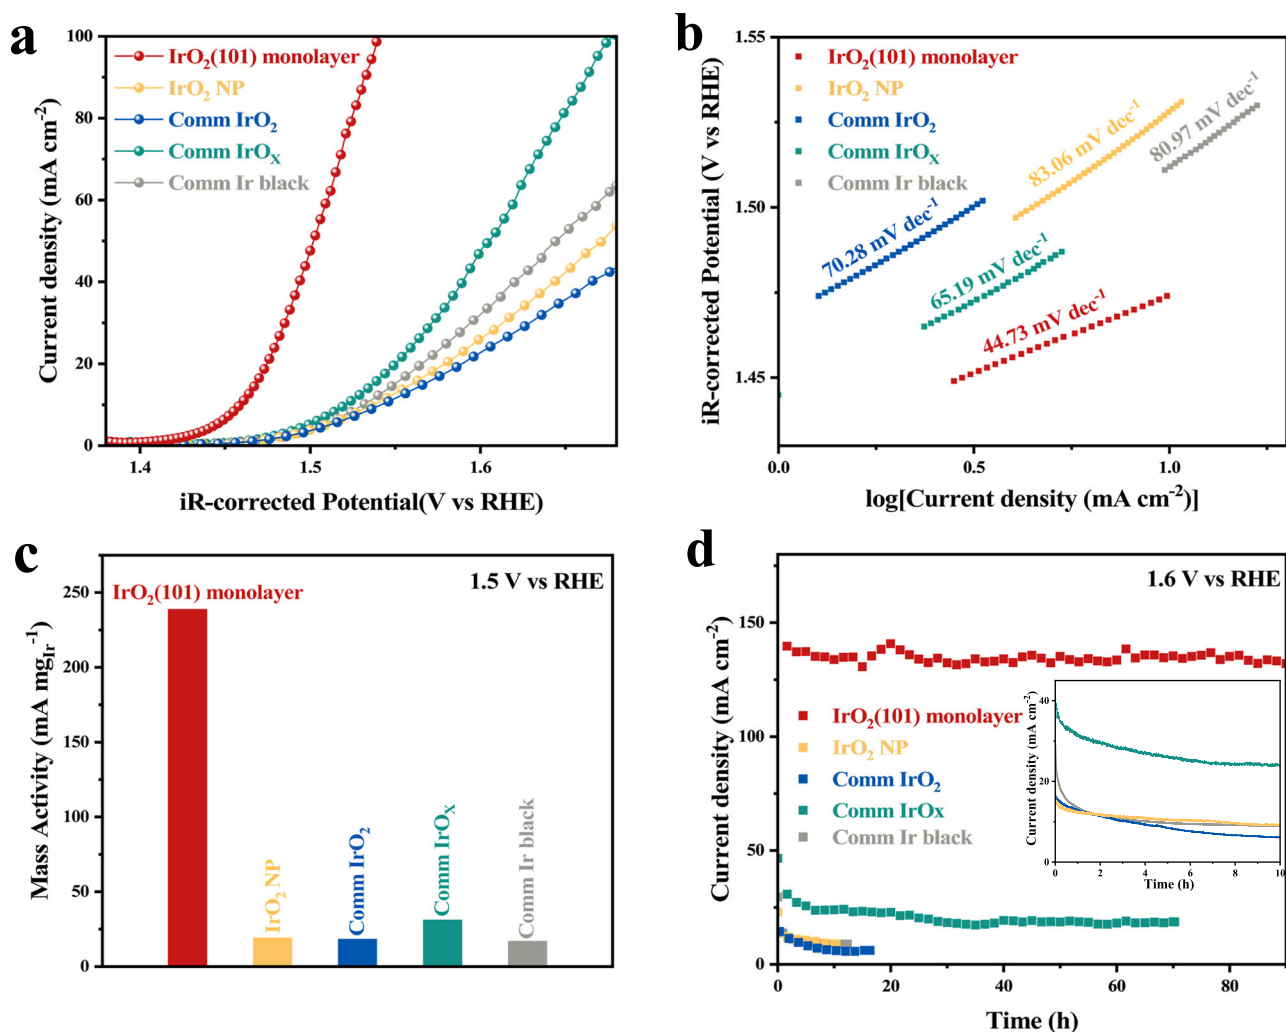 a
Current density (mA cm⁻²)
100
80
60
40
20
0
IrO₂(101) monolayer
IrO₂ NP
Comm IrO₂
Comm IrOₓ
Comm Ir black
1.4
1.5
1.6
iR-corrected Potential(V vs RHE)
b
iR-corrected Potential (V vs RHE)
1.55
1.50
1.45
IrO₂(101) monolayer
IrO₂ NP
Comm IrO₂
Comm IrOₓ
Comm Ir black
70.28 mV dec⁻¹
65.19 mV dec⁻¹
44.73 mV dec⁻¹
83.06 mV dec⁻¹
80.97 mV dec⁻¹
0.0
0.5
1.0
log[Current density (mA cm⁻²)]
c
Mass Activity (mA mg_Ir⁻¹)
250
200
150
100
50
0
1.5 V vs RHE
IrO₂(101) monolayer
IrO₂ NP
Comm IrO₂
Comm IrOₓ
Comm Ir black
d
Current density (mA cm⁻²)
150
100
50
0
1.6 V vs RHE
IrO₂(101) monolayer
IrO₂ NP
Comm IrO₂
Comm IrOx
Comm Ir black
Current density (mA cm⁻²)
40
20
0
0
2
4
6
8
10
Time (h)
0
20
40
60
80
Time (h)